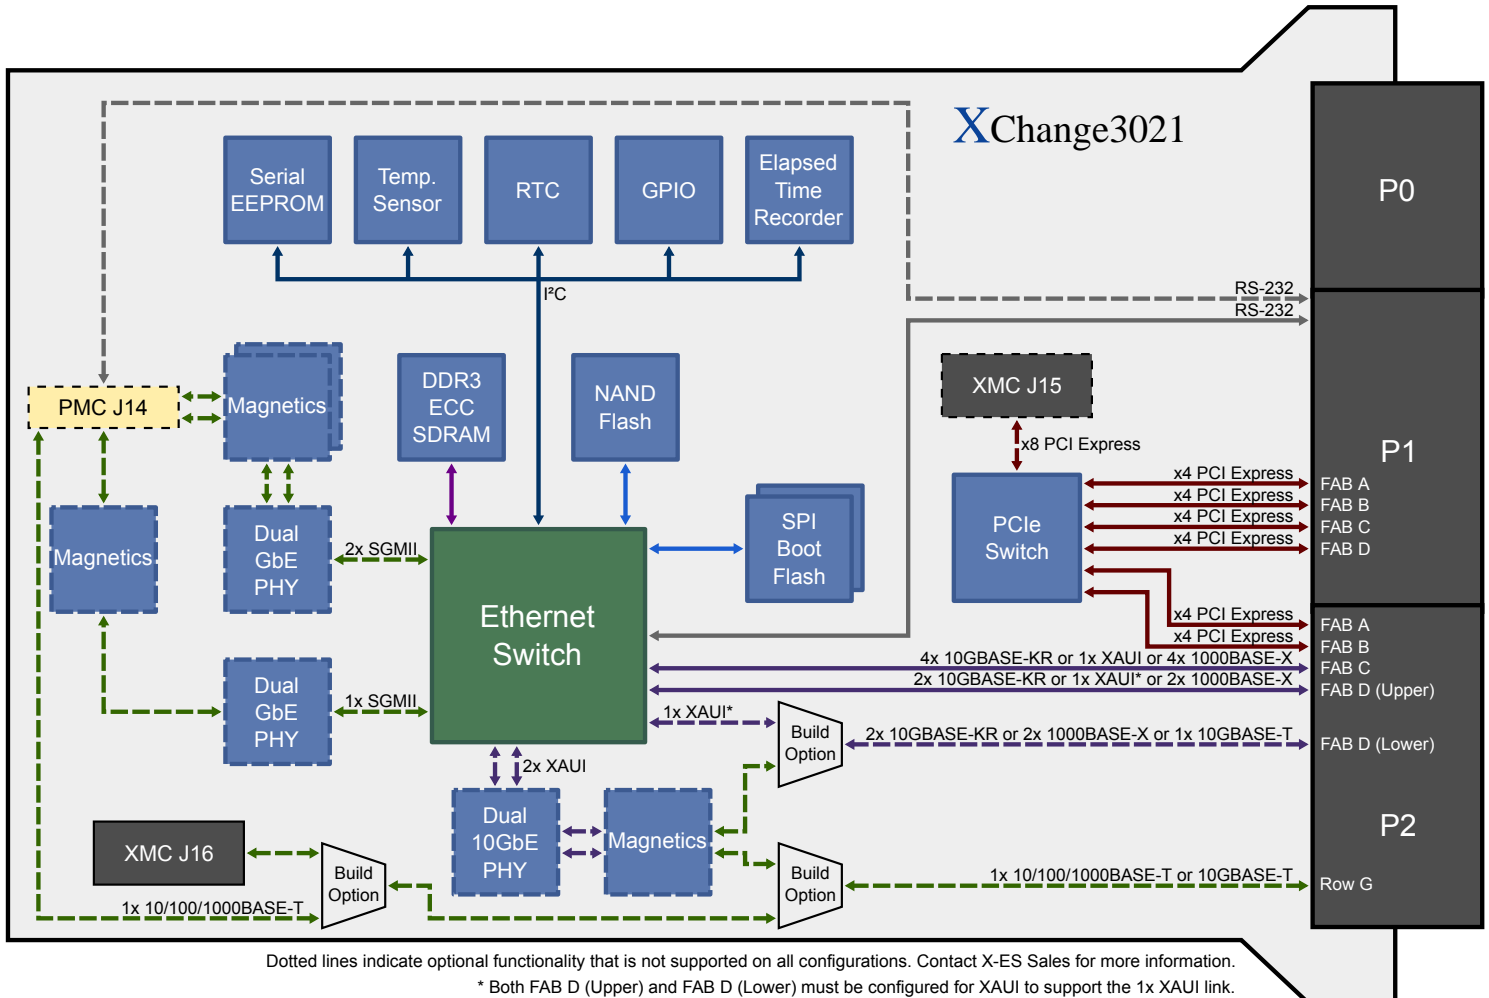 XChange3021
P0
Serial
EEPROM
Temp.
Sensor
RTC
GPIO
Elapsed
Time
Recorder
I²C
RS-232
RS-232
PMC J14
Magnetics
DDR3
ECC
SDRAM
NAND
Flash
XMC J15
x8 PCI Express
P1
x4 PCI Express
FAB A
x4 PCI Express
FAB B
x4 PCI Express
FAB C
x4 PCI Express
FAB D
Magnetics
Dual
GbE
PHY
2x SGMII
SPI
Boot
Flash
PCIe
Switch
Ethernet
Switch
x4 PCI Express
FAB A
x4 PCI Express
FAB B
4x 10GBASE-KR or 1x XAUI or 4x 1000BASE-X
FAB C
2x 10GBASE-KR or 1x XAUI* or 2x 1000BASE-X
FAB D (Upper)
Dual
GbE
PHY
1x SGMII
1x XAUI*
Build
Option
2x 10GBASE-KR or 2x 1000BASE-X or 1x 10GBASE-T
FAB D (Lower)
2x XAUI
Dual
10GbE
PHY
Magnetics
P2
XMC J16
Build
Option
Build
Option
1x 10/100/1000BASE-T or 10GBASE-T
Row G
1x 10/100/1000BASE-T
Dotted lines indicate optional functionality that is not supported on all configurations. Contact X-ES Sales for more information.
* Both FAB D (Upper) and FAB D (Lower) must be configured for XAUI to support the 1x XAUI link.